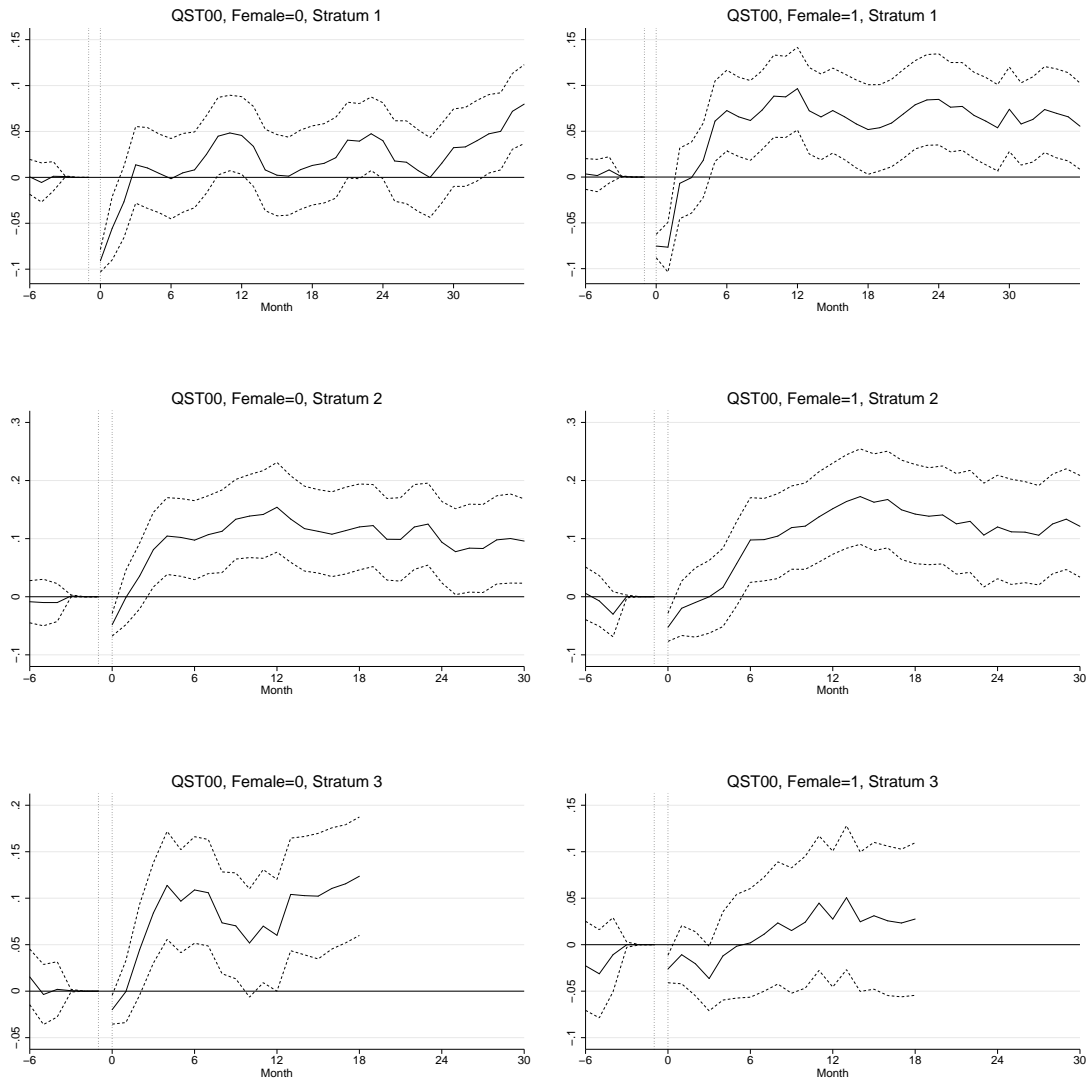 QST00, Female=0, Stratum 1
.15
.1
.05
0
−.05
−.1
−6 0 6 12 18 24 30
Month
QST00, Female=1, Stratum 1
.15
.1
.05
0
−.05
−.1
−6 0 6 12 18 24 30
Month
QST00, Female=0, Stratum 2
.3
.2
.1
0
−.1
−6 0 6 12 18 24 30
Month
QST00, Female=1, Stratum 2
.3
.2
.1
0
−.1
−6 0 6 12 18 24 30
Month
QST00, Female=0, Stratum 3
.2
.15
.1
.05
0
−.05
−6 0 6 12 18 24 30
Month
QST00, Female=1, Stratum 3
.15
.1
.05
0
−.05
−.1
−6 0 6 12 18 24 30
Month